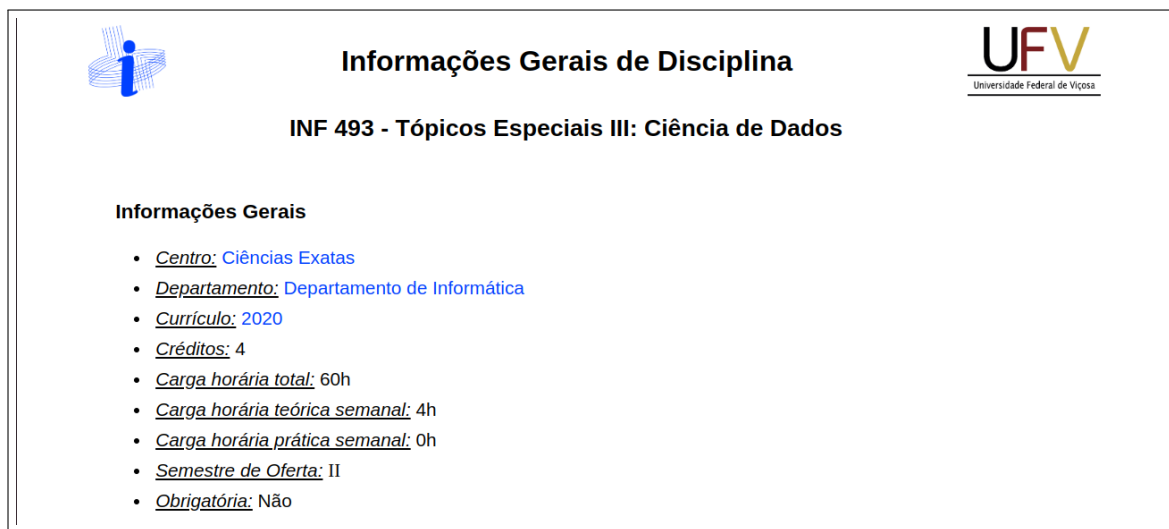 Informações Gerais de Disciplina
UFV
Universidade Federal de Viçosa
INF 493 - Tópicos Especiais III: Ciência de Dados
Informações Gerais
• Centro: Ciências Exatas
• Departamento: Departamento de Informática
• Currículo: 2020
• Créditos: 4
• Carga horária total: 60h
• Carga horária teórica semanal: 4h
• Carga horária prática semanal: 0h
• Semestre de Oferta: II
• Obrigatória: Não